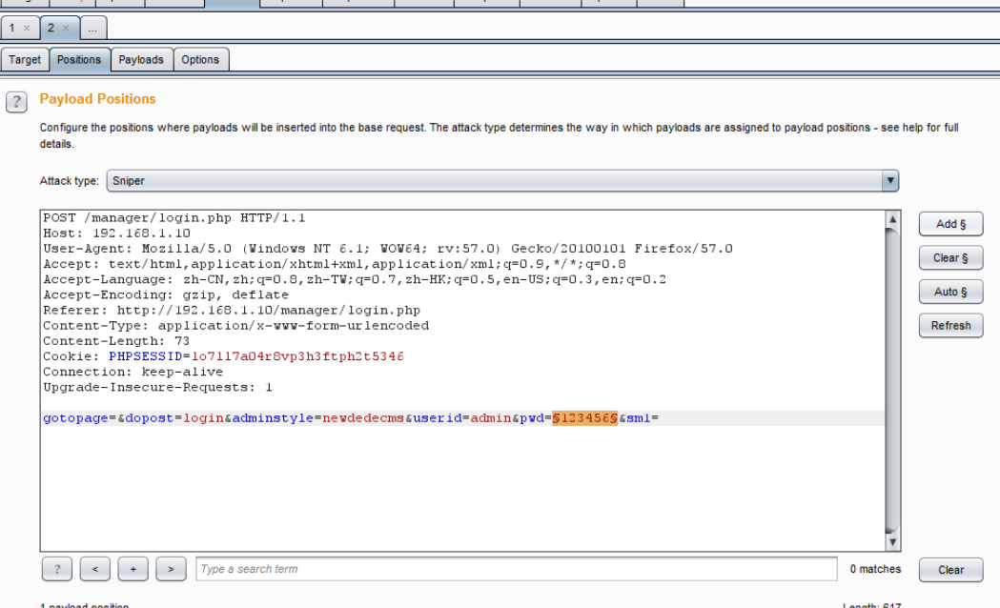 1 × 2 × ...
Target Positions Payloads Options
? Payload Positions
Configure the positions where payloads will be inserted into the base request. The attack type determines the way in which payloads are assigned to payload positions - see help for full
details.
Attack type: Sniper
POST /manager/login.php HTTP/1.1
Host: 192.168.1.10
User-Agent: Mozilla/5.0 (Windows NT 6.1; WOW64; rv:57.0) Gecko/20100101 Firefox/57.0
Accept: text/html,application/xhtml+xml,application/xml;q=0.9,*/*;q=0.8
Accept-Language: zh-CN,zh;q=0.8,zh-TW;q=0.7,zh-HK;q=0.5,en-US;q=0.3,en;q=0.2
Accept-Encoding: gzip, deflate
Referer: http://192.168.1.10/manager/login.php
Content-Type: application/x-www-form-urlencoded
Content-Length: 73
Cookie: PHPSESSID=lo7117a04r8vp3h3ftph2t5346
Connection: keep-alive
Upgrade-Insecure-Requests: 1
gotopage=&dopost=login&adminstyle=newdedecms&userid=admin&pwd=§123456§&sm1=
Add §
Clear §
Auto §
Refresh
? < + > Type a search term 0 matches Clear
1 payload position Length: 617